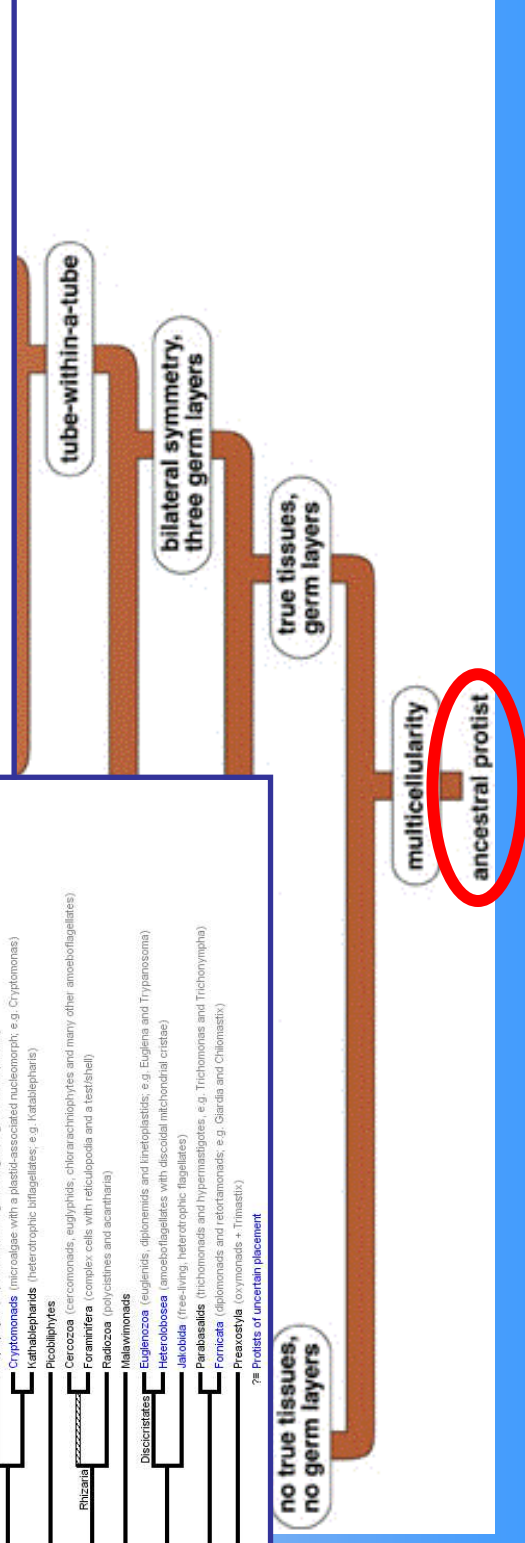 Cryptomonads (microalgae with a plastid-associated nucleomorph; e.g. Cryptomonas)
Kathablepharids (heterotrophic biflagellates; e.g. Katablepharis)
Picobiliphytes
Cercozoa (cercomonads, euglyphids, chlorarachniophytes and many other amoeboflagellates)
Rhizaria
Foraminifera (complex cells with reticulopodia and a test/shell)
Radiozoa (polycistines and acantharia)
Malawimonads
Discicristates
Euglenozoa (euglenids, diplonemids and kinetoplastids; e.g. Euglena and Trypanosoma)
Heterolobosea (amoeboflagellates with discoidal mitchondrial cristae)
Jakobida (free-living, heterotrophic flagellates)
Parabasalids (trichomonads and hypermastigotes, e.g. Trichomonas and Trichonympha)
Fornicata (diplomonads and retortamonads; e.g. Giardia and Chilomastix)
Preaxostyla (oxymonads + Trimastix)
?= Protists of uncertain placement
tube-within-a-tube
bilateral symmetry,
three germ layers
no true tissues,
no germ layers
true tissues,
germ layers
multicellularity
ancestral protist